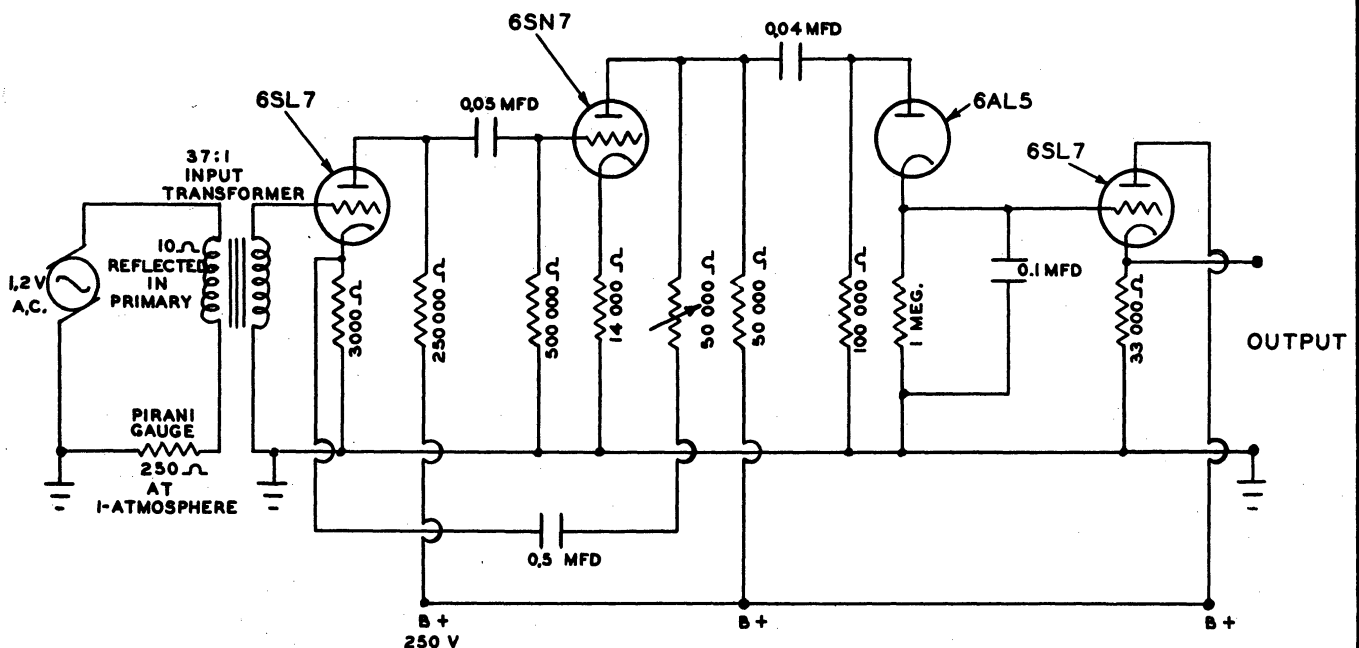 6SN7
0.04 MFD
6SL7
0.05 MFD
6AL5
6SL7
37:1
INPUT
TRANSFORMER
10 Ω
REFLECTED
IN
PRIMARY
1.2 V
A.C.
3000 Ω
250 000 Ω
500 000 Ω
14 000 Ω
50 000 Ω
50 000 Ω
100 000 Ω
1 MEG.
0.1 MFD
33 000 Ω
OUTPUT
PIRANI
GAUGE
250 Ω
AT
1-ATMOSPHERE
0.5 MFD
B +
250 V
B +
B +